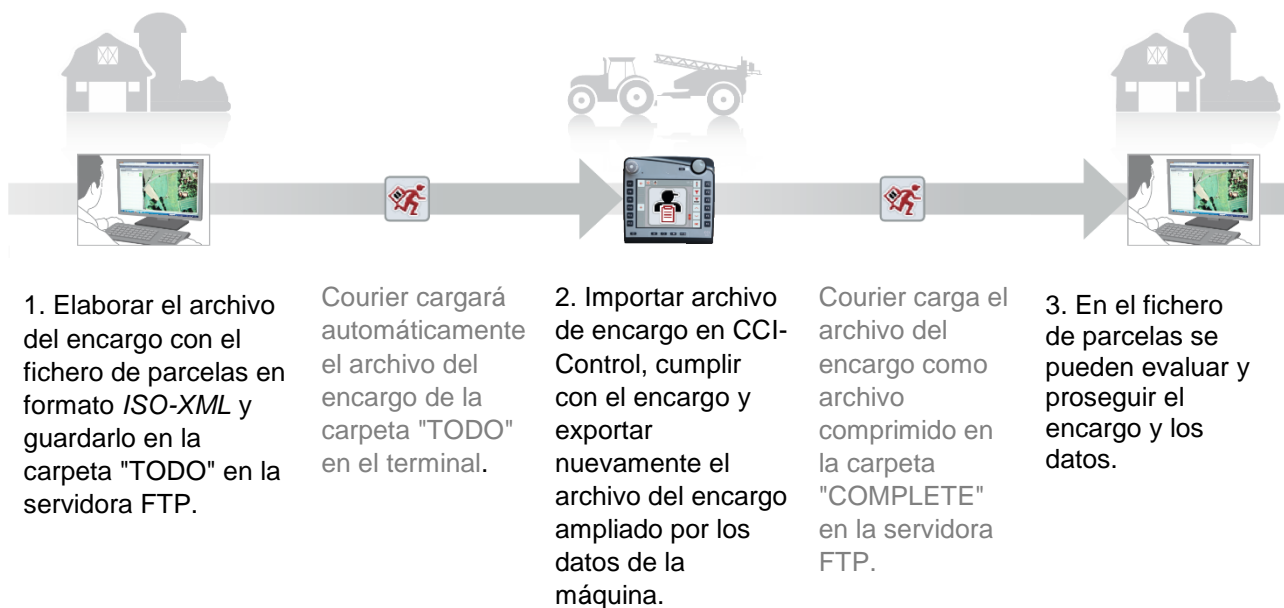 1. Elaborar el archivo
del encargo con el
fichero de parcelas en
formato ISO-XML y
guardarlo en la
carpeta "TODO" en la
servidora FTP.
Courier cargará
automáticamente
el archivo del
encargo de la
carpeta "TODO"
en el terminal.
2. Importar archivo
de encargo en CCI-
Control, cumplir
con el encargo y
exportar
nuevamente el
archivo del encargo
ampliado por los
datos de la
máquina.
Courier carga el
archivo del
encargo como
archivo
comprimido en
la carpeta
"COMPLETE"
en la servidora
FTP.
3. En el fichero
de parcelas se
pueden evaluar y
proseguir el
encargo y los
datos.